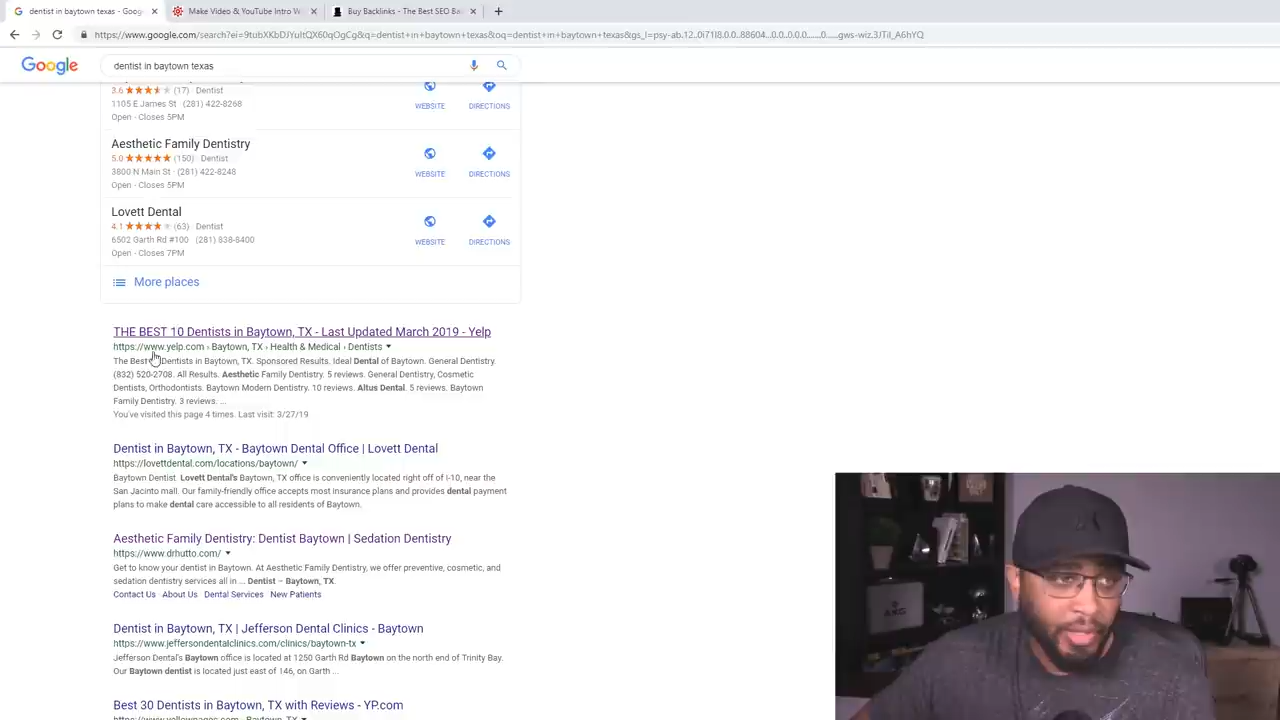 dentist in baytown texas - Goog
Make Video & YouTube Intro W
Buy Backlinks - The Best SEO Ba
Google
dentist in baytown texas
3.6 (17) Dentist
1105 E James St · (281) 422-8268
Open · Closes 5PM
WEBSITE
DIRECTIONS
Aesthetic Family Dentistry
5.0 (150) Dentist
3800 N Main St · (281) 422-8248
Open · Closes 5PM
WEBSITE
DIRECTIONS
Lovett Dental
4.1 (63) Dentist
6502 Garth Rd #100 (281) 838-8400
Open · Closes 7PM
WEBSITE
DIRECTIONS
More places
THE BEST 10 Dentists in Baytown, TX - Last Updated March 2019 - Yelp
https://www.yelp.com › Baytown, TX › Health & Medical › Dentists
The Best Dentists in Baytown, TX. Sponsored Results. Ideal Dental of Baytown. General Dentistry.
(832) 520-2708. All Results. Aesthetic Family Dentistry. 5 reviews. General Dentistry, Cosmetic
Dentists, Orthodontists. Baytown Modern Dentistry. 10 reviews. Altus Dental. 5 reviews. Baytown
Family Dentistry. 3 reviews. ...
You've visited this page 4 times. Last visit: 3/27/19
Dentist in Baytown, TX - Baytown Dental Office | Lovett Dental
https://lovettdental.com/locations/baytown/
Baytown Dentist. Lovett Dental's Baytown, TX office is conveniently located right off of I-10, near the
San Jacinto mall. Our family-friendly office accepts most insurance plans and provides dental payment
plans to make dental care accessible to all residents of Baytown.
Aesthetic Family Dentistry: Dentist Baytown | Sedation Dentistry
https://www.drhutto.com/
Get to know your dentist in Baytown. At Aesthetic Family Dentistry, we offer preventive, cosmetic, and
sedation dentistry services all in ... Dentist – Baytown, TX.
Contact Us About Us Dental Services New Patients
Dentist in Baytown, TX | Jefferson Dental Clinics - Baytown
https://www.jeffersondentalclinics.com/clinics/baytown-tx
Jefferson Dental's Baytown office is located at 1250 Garth Rd Baytown on the north end of Trinity Bay.
Our Baytown dentist is located just east of 146, on Garth ...
Best 30 Dentists in Baytown, TX with Reviews - YP.com
https://www.yellowpages.com › Baytown, TX